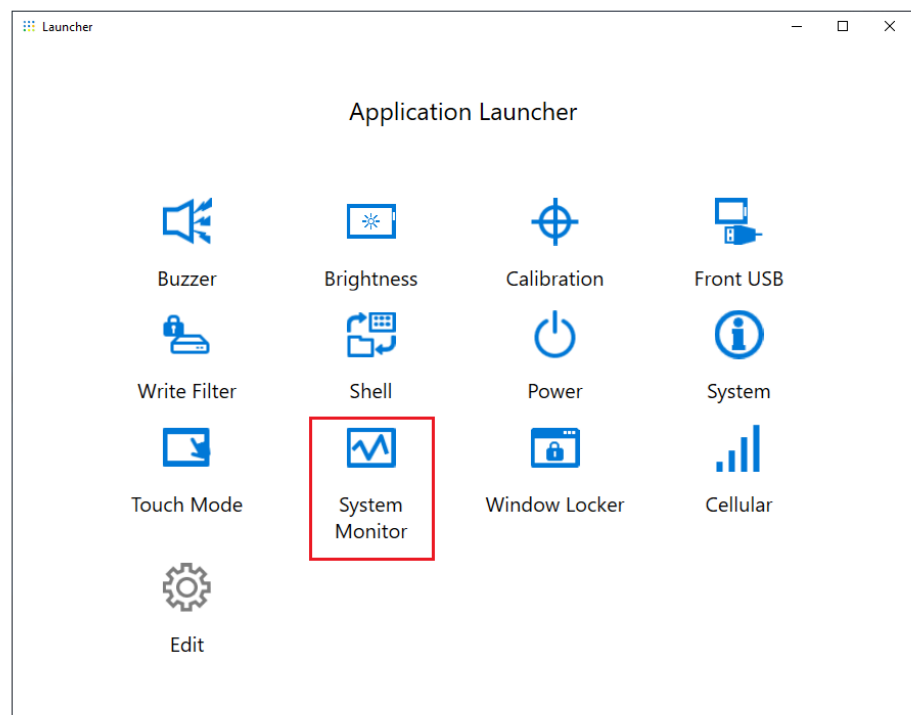 Launcher
Application Launcher
Buzzer
Brightness
Calibration
Front USB
Write Filter
Shell
Power
System
Touch Mode
System
Monitor
Window Locker
Cellular
Edit